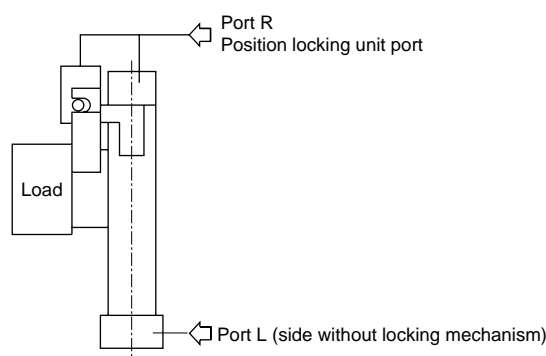 Port R
Position locking unit port
Load
Port L (side without locking mechanism)